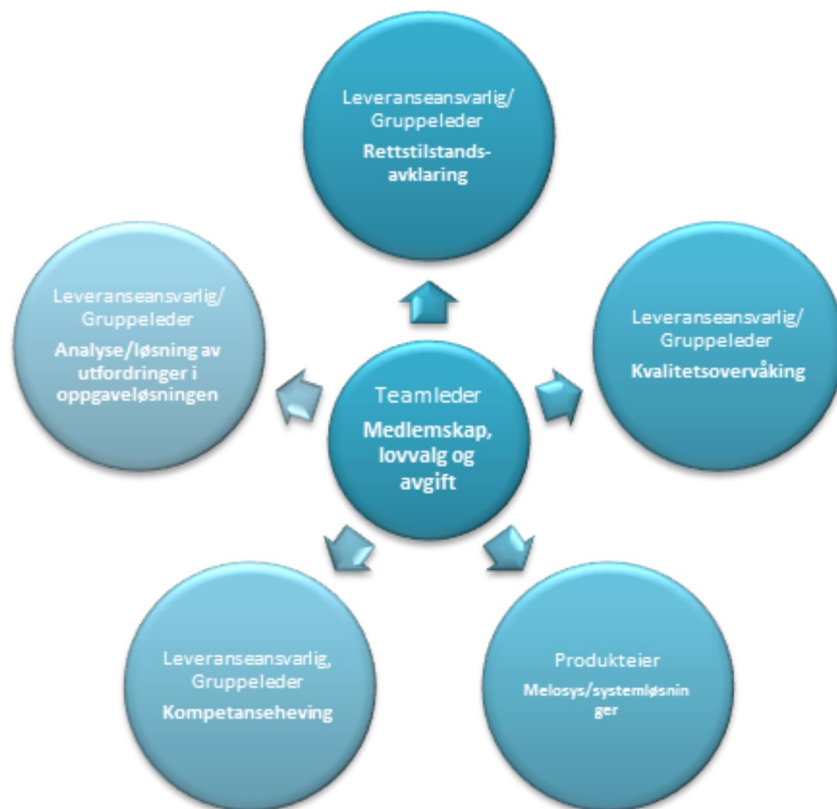 Leveranseansvarlig/
Gruppeleder
Rettstilstands-
avklaring
Leveranseansvarlig/
Gruppeleder
Kvalitetsovervåking
Produkteier
Melosys/systemløsnin
ger
Leveranseansvarlig,
Gruppeleder
Kompetanseheving
Leveranseansvarlig/
Gruppeleder
Analyse/løsning av
utfordringer i
oppgaveløsningen
Teamleder
Medlemskap,
lovvalg og
avgift